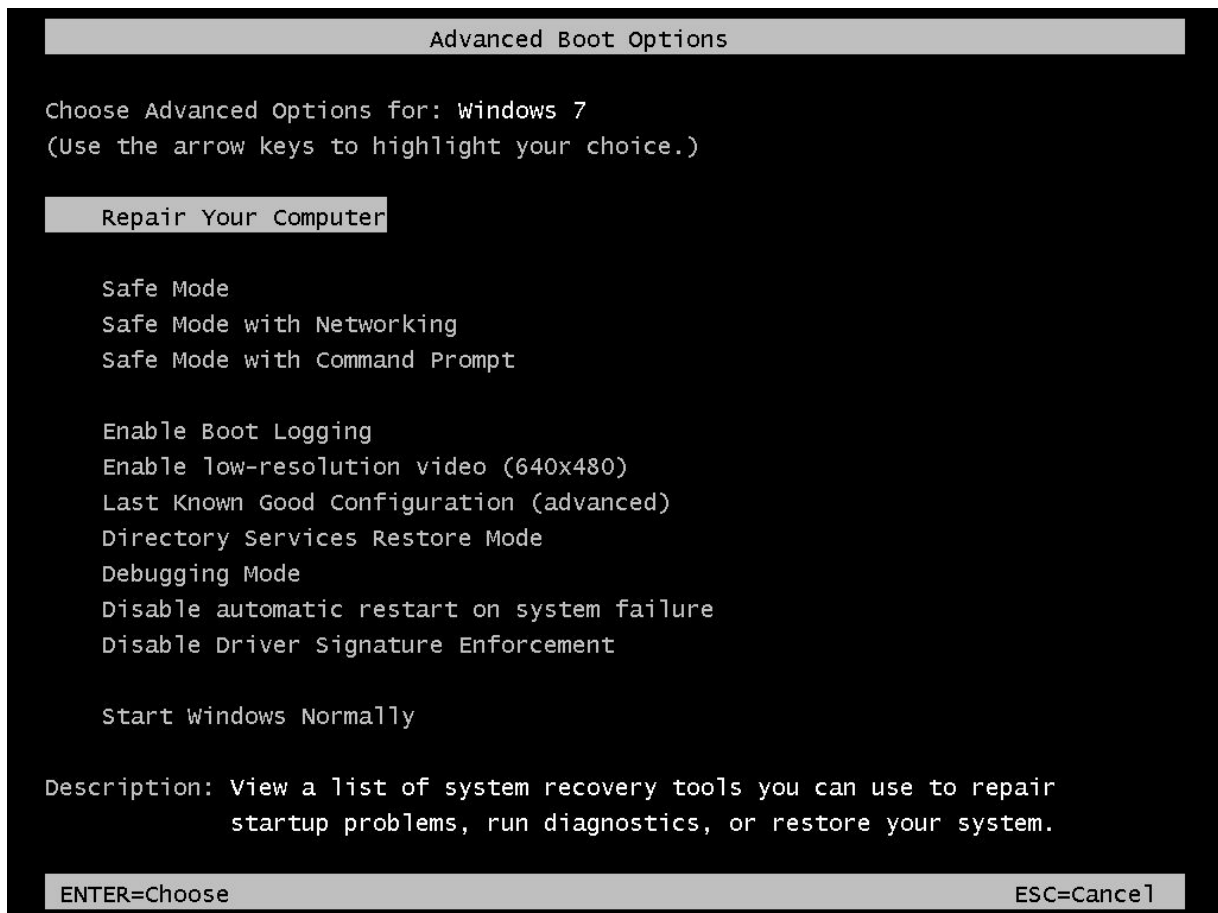 Advanced Boot Options
Choose Advanced Options for: Windows 7
(Use the arrow keys to highlight your choice.)
Repair Your Computer
Safe Mode
Safe Mode with Networking
Safe Mode with Command Prompt
Enable Boot Logging
Enable low-resolution video (640x480)
Last Known Good Configuration (advanced)
Directory Services Restore Mode
Debugging Mode
Disable automatic restart on system failure
Disable Driver Signature Enforcement
Start Windows Normally
Description: View a list of system recovery tools you can use to repair
startup problems, run diagnostics, or restore your system.
ENTER=Choose ESC=Cancel